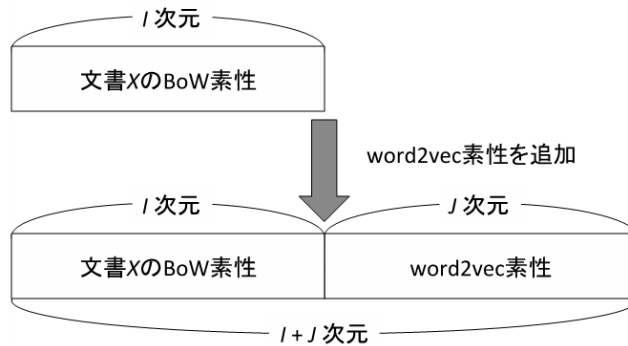 I 次元
文書XのBoW素性
word2vec素性を追加
I 次元
J 次元
文書XのBoW素性
word2vec素性
I + J 次元